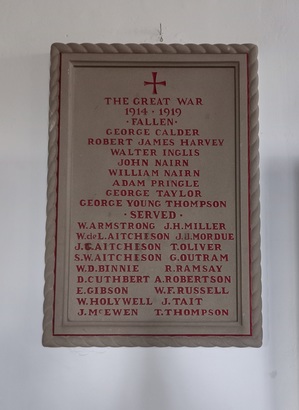 THE GREAT WAR
1914 · 1919
· FALLEN ·
GEORGE CALDER
ROBERT JAMES HARVEY
WALTER INGLIS
JOHN NAIRN
WILLIAM NAIRN
ADAM PRINGLE
GEORGE TAYLOR
GEORGE YOUNG THOMPSON
· SERVED ·
W. ARMSTRONG J.H. MILLER
W. de L. AITCHESON J.H. MORDUE
J. AITCHESON T. OLIVER
S.W. AITCHESON G. OUTRAM
W.D. BINNIE R. RAMSAY
D. CUTHBERT A. ROBERTSON
E. GIBSON W.F. RUSSELL
W. HOLYWELL J. TAIT
J. McEWEN T. THOMPSON